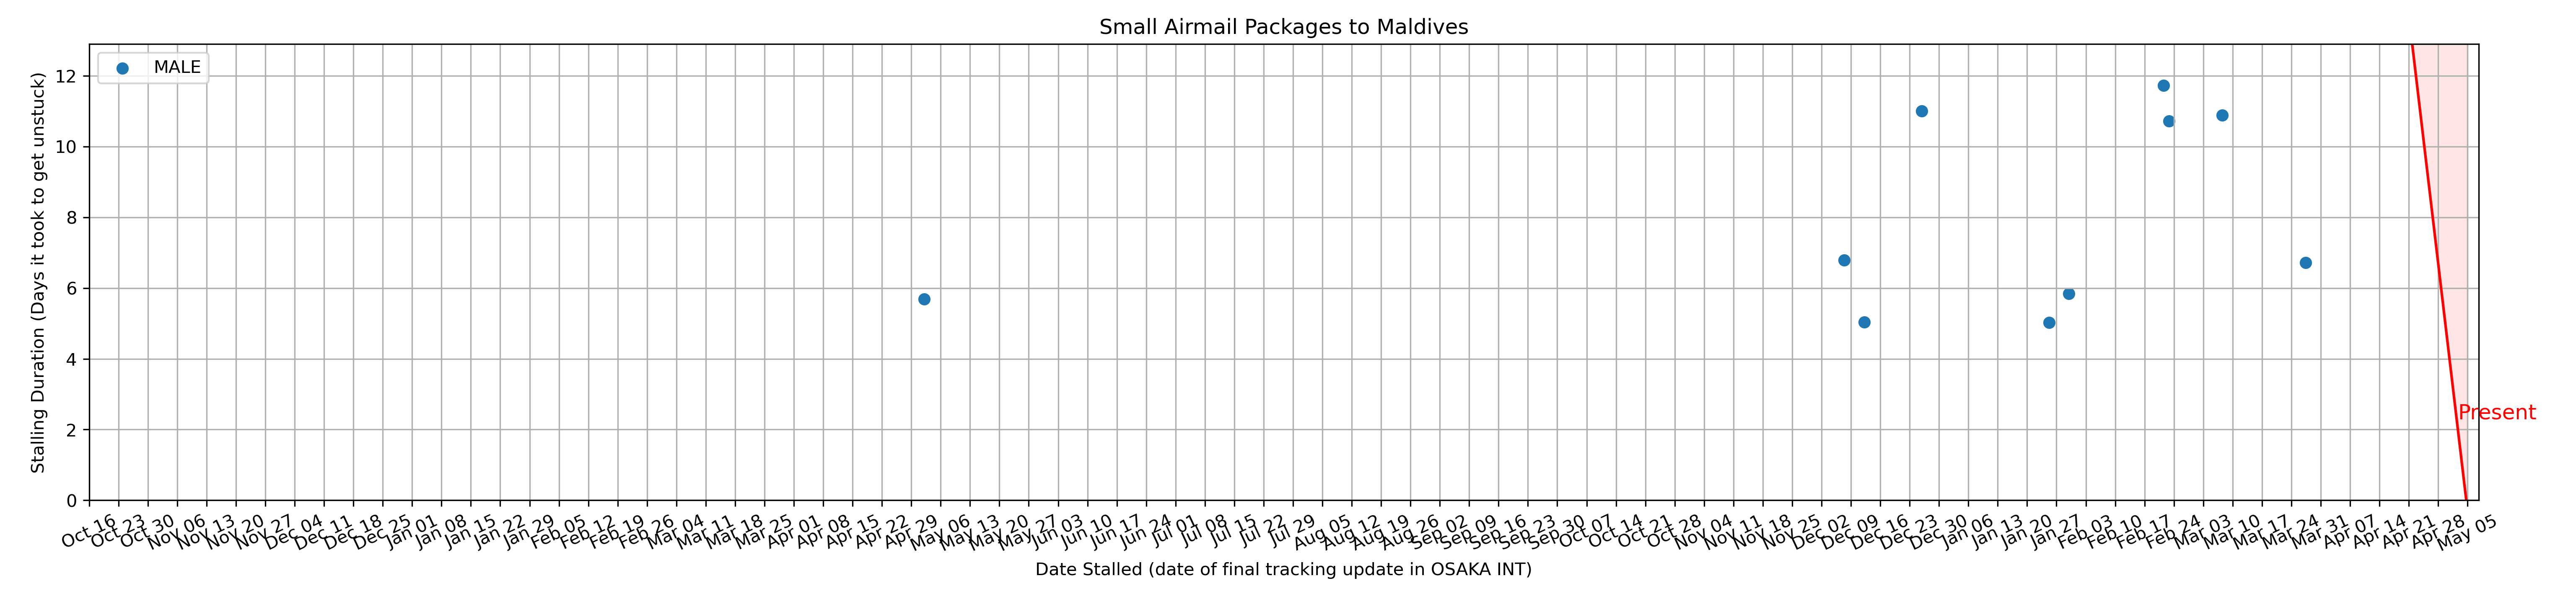 Small Airmail Packages to Maldives
MALE
Stalling Duration (Days it took to get unstuck)
12
10
8
6
4
2
0
Present
Oct 16 Oct 23 Oct 30 Nov 06 Nov 13 Nov 20 Nov 27 Dec 04 Dec 11 Dec 18 Dec 25 Jan 01 Jan 08 Jan 15 Jan 22 Jan 29 Feb 05 Feb 12 Feb 19 Feb 26 Mar 04 Mar 11 Mar 18 Mar 25 Apr 01 Apr 08 Apr 15 Apr 22 Apr 29 May 06 May 13 May 20 May 27 Jun 03 Jun 10 Jun 17 Jun 24 Jul 01 Jul 08 Jul 15 Jul 22 Jul 29 Aug 05 Aug 12 Aug 19 Aug 26 Sep 02 Sep 09 Sep 16 Sep 23 Sep 30 Oct 07 Oct 14 Oct 21 Oct 28 Nov 04 Nov 11 Nov 18 Nov 25 Dec 02 Dec 09 Dec 16 Dec 23 Dec 30 Jan 06 Jan 13 Jan 20 Jan 27 Feb 03 Feb 10 Feb 17 Feb 24 Mar 03 Mar 10 Mar 17 Mar 24 Mar 31 Apr 07 Apr 14 Apr 21 Apr 28 May 05
Date Stalled (date of final tracking update in OSAKA INT)